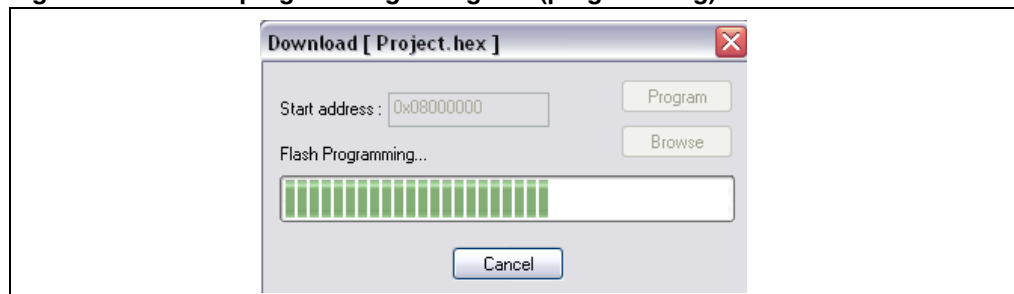 Download [ Project.hex ]
Start address : 0x08000000
Program
Browse
Flash Programming...
Cancel